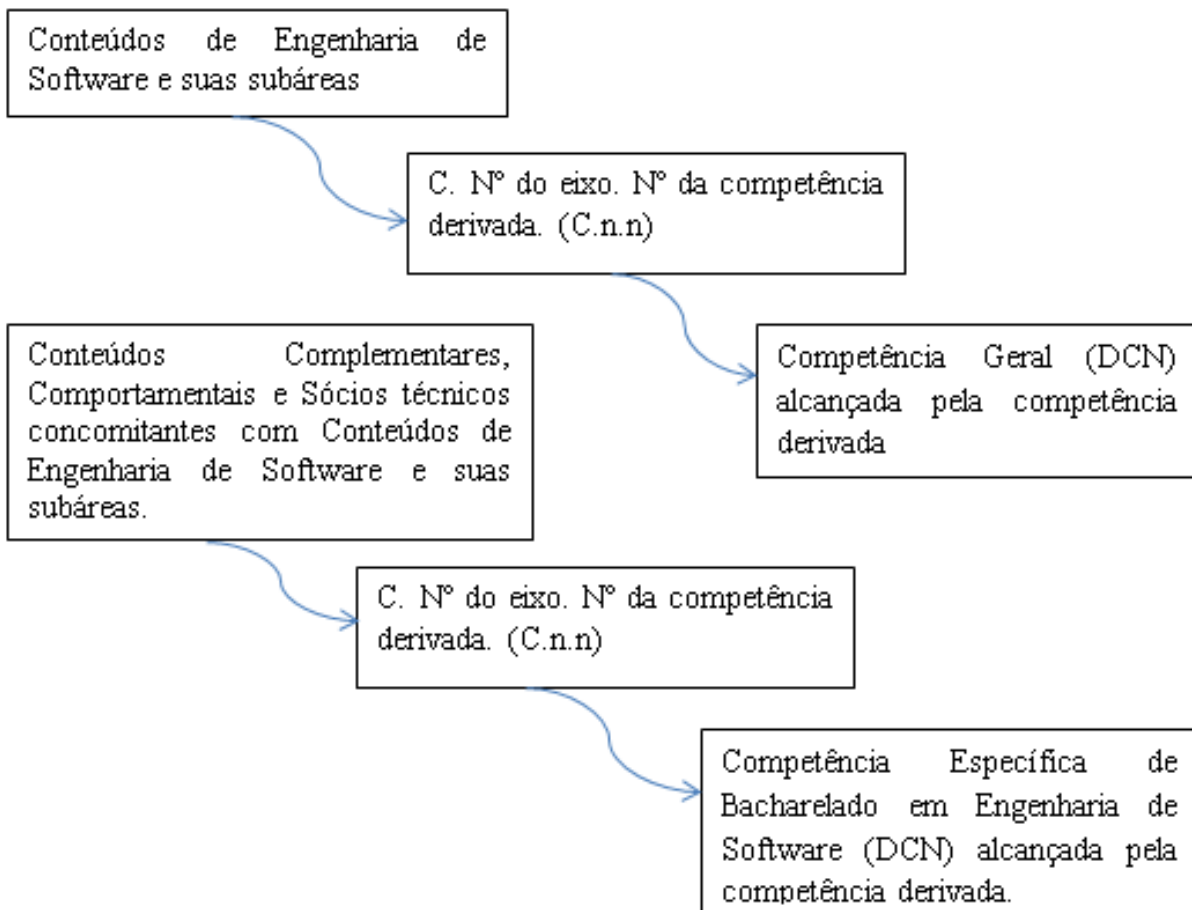 Conteúdos de Engenharia de
Software e suas subáreas
C. Nº do eixo. Nº da competência
derivada. (C.n.n)
Competência Geral (DCN)
alcançada pela competência
derivada
Conteúdos Complementares,
Comportamentais e Sócios técnicos
concomitantes com Conteúdos de
Engenharia de Software e suas
subáreas.
C. Nº do eixo. Nº da competência
derivada. (C.n.n)
Competência Específica de
Bacharelado em Engenharia de
Software (DCN) alcançada pela
competência derivada.